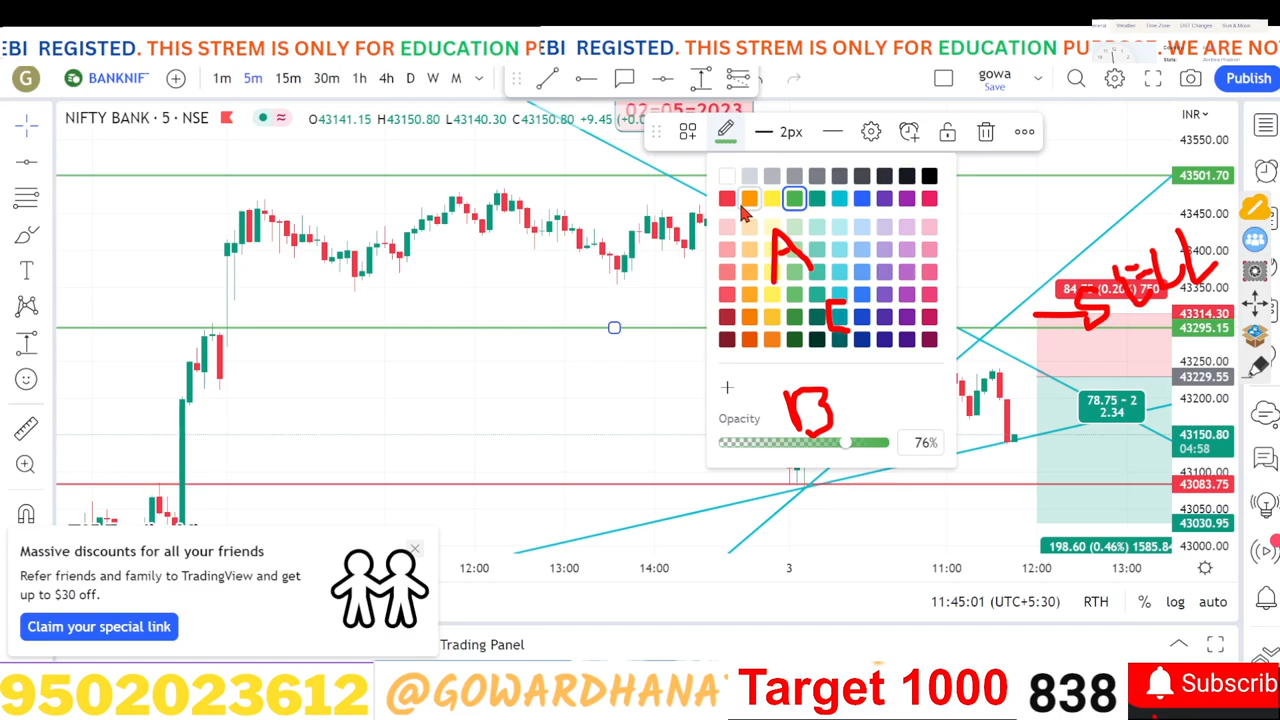 EBI REGISTED. THIS STREM IS ONLY FOR EDUCATION PEBI REGISTED. THIS STREM IS ONLY FOR EDUCATION PURPOSE. WE ARE NO
G BANKNIF 1m 5m 15m 30m 1h 4h D W M gowa Save Publish
02=05=2023
NIFTY BANK · 5 · NSE O43141.15 H43150.80 L43140.30 C43150.80 +9.45 (+0.0 2px INR
43550.00
43501.70
43450.00
43400.00
43350.00
SELL
84.75 (0.20%) 750
43314.30
43295.15
43250.00
43229.55
43200.00
78.75 - 2
2.34
43150.80
04:58
43100.00
43083.75
43050.00
43030.95
43000.00
198.60 (0.46%) 1585.84
A
C
B
Opacity
76%
12:00 13:00 14:00 3 11:00 12:00 13:00
Massive discounts for all your friends
Refer friends and family to TradingView and get
up to $30 off.
Claim your special link
11:45:01 (UTC+5:30) RTH % log auto
Trading Panel
9502023612 @GOWARDHANA Target 1000 838 Subscrib